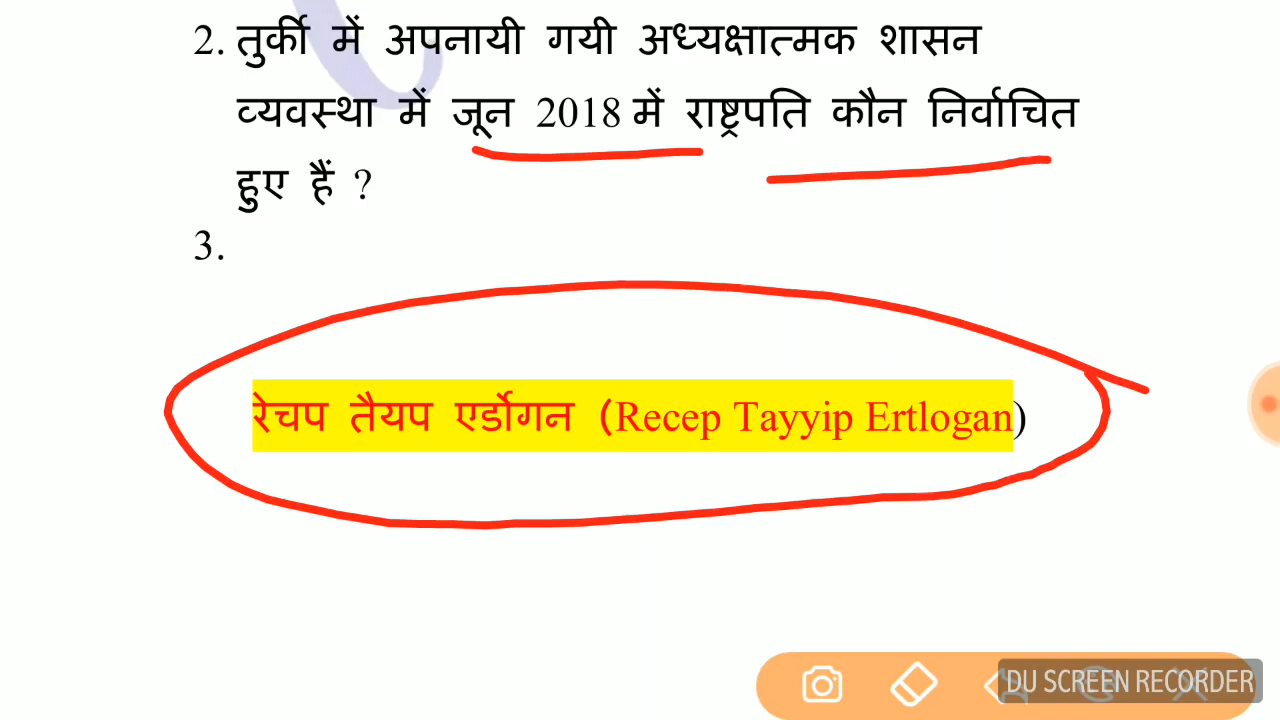 2. तुर्की में अपनायी गयी अध्यक्षात्मक शासन
व्यवस्था में जून 2018 में राष्ट्रपति कौन निर्वाचित
हुए हैं ?
3.
रेचप तैयप एर्डोगन (Recep Tayyip Ertlogan)
DU SCREEN RECORDER